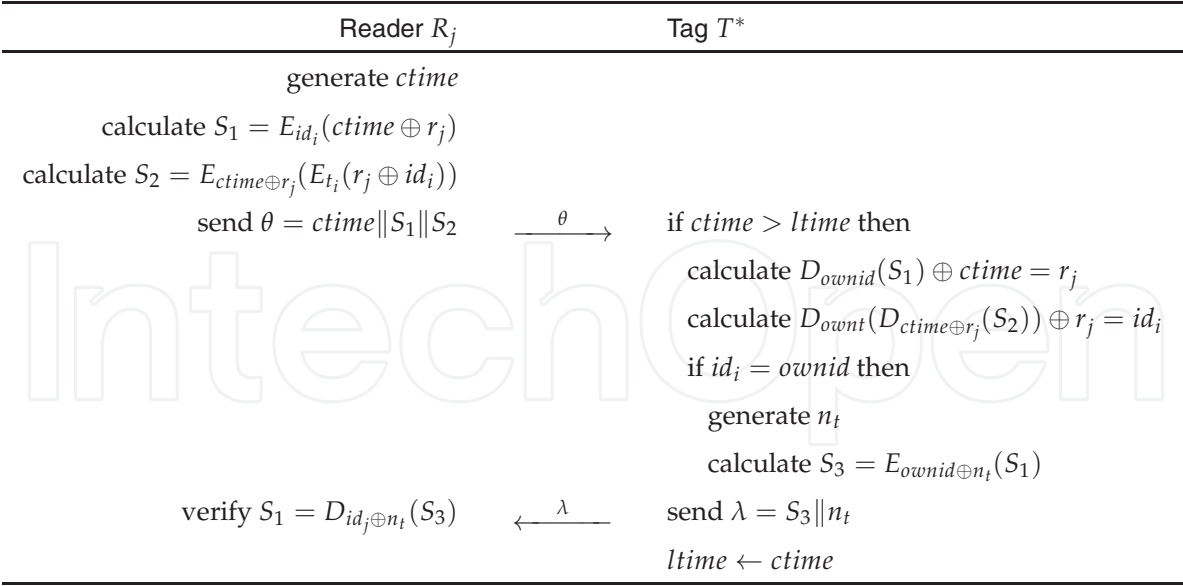 Reader R_j Tag T*
generate ctime
calculate S_1 = E_{id_i}(ctime ⊕ r_j)
calculate S_2 = E_{ctime⊕r_j}(E_{t_i}(r_j ⊕ id_i))
send θ = ctime∥S_1∥S_2 θ if ctime > ltime then
calculate D_{ownid}(S_1) ⊕ ctime = r_j
calculate D_{ownt}(D_{ctime⊕r_j}(S_2)) ⊕ r_j = id_i
if id_i = ownid then
generate n_t
calculate S_3 = E_{ownid⊕n_t}(S_1)
verify S_1 = D_{id_j⊕n_t}(S_3) λ send λ = S_3∥n_t
ltime ← ctime
IntechOpen